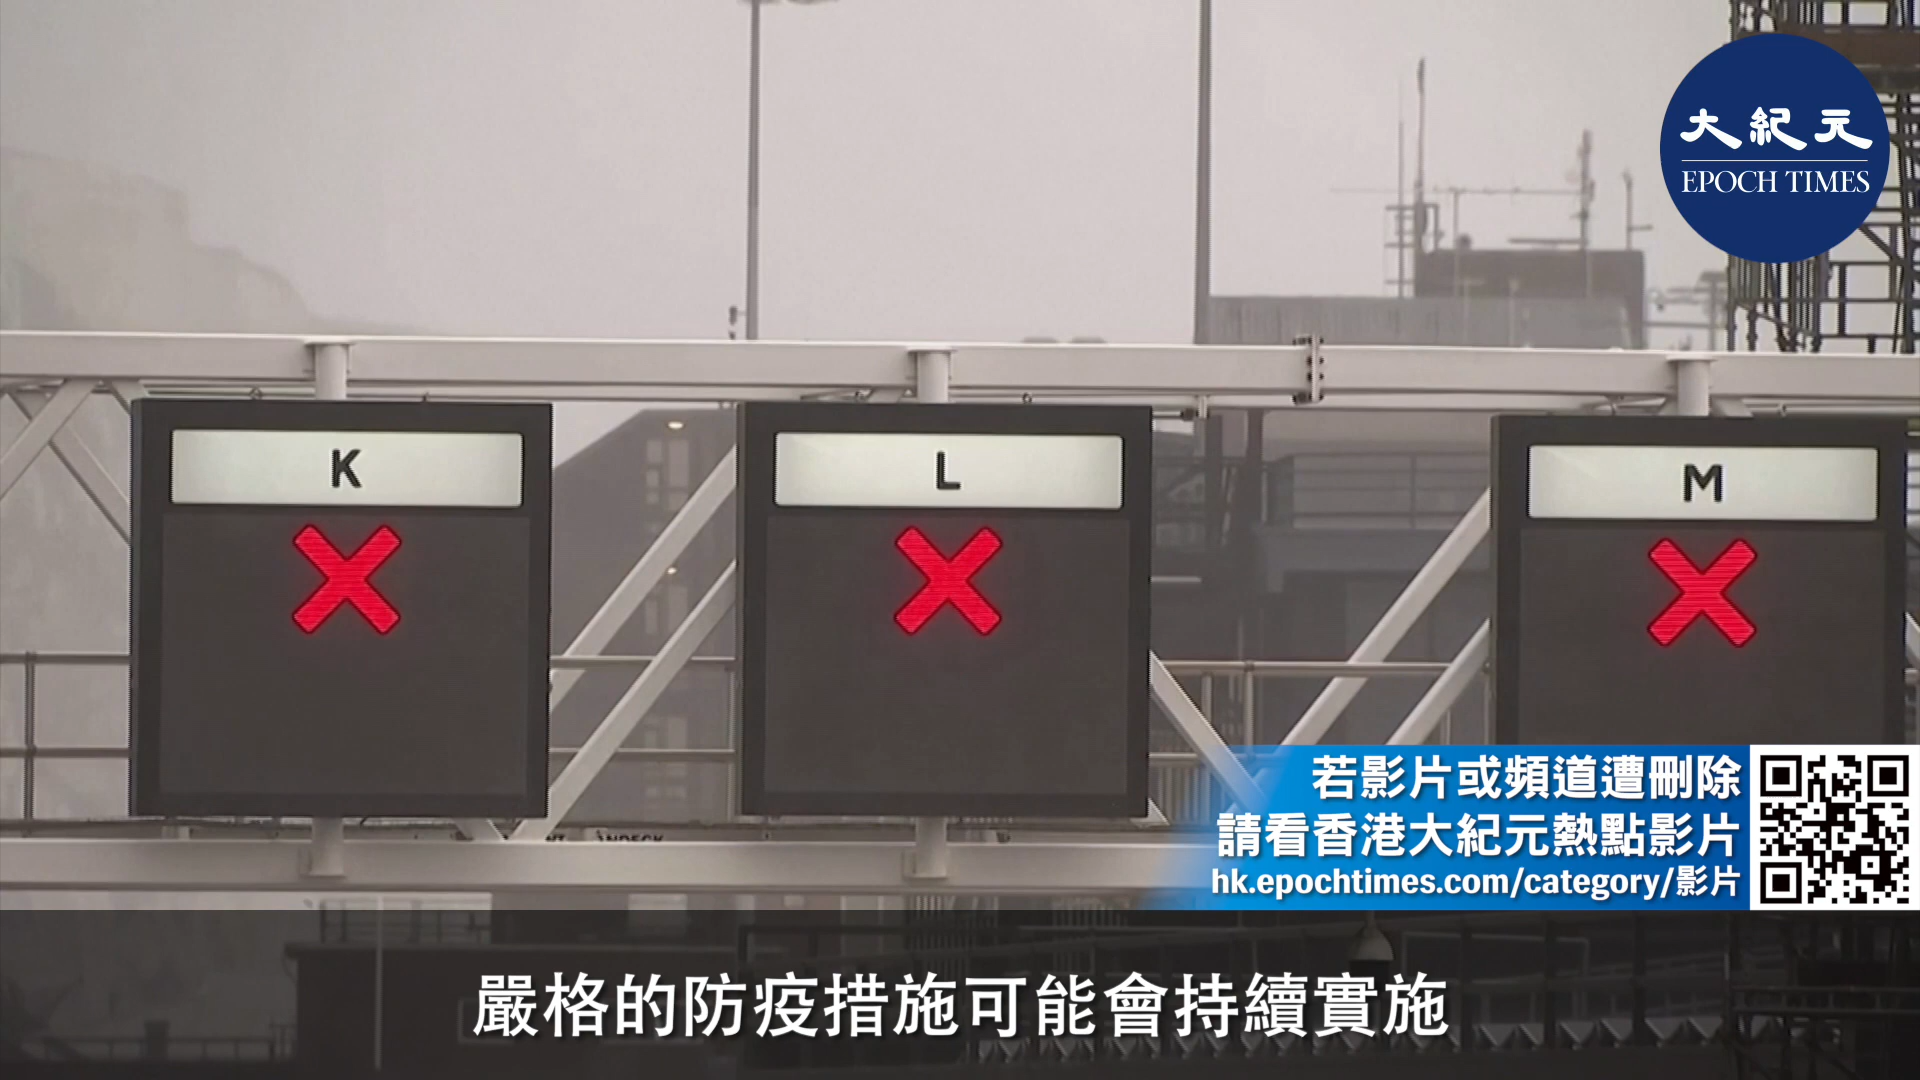 大紀元
EPOCH TIMES
K
L
M
若影片或頻道遭刪除
請看香港大紀元熱點影片
hk.epochtimes.com/category/影片
嚴格的防疫措施可能會持續實施